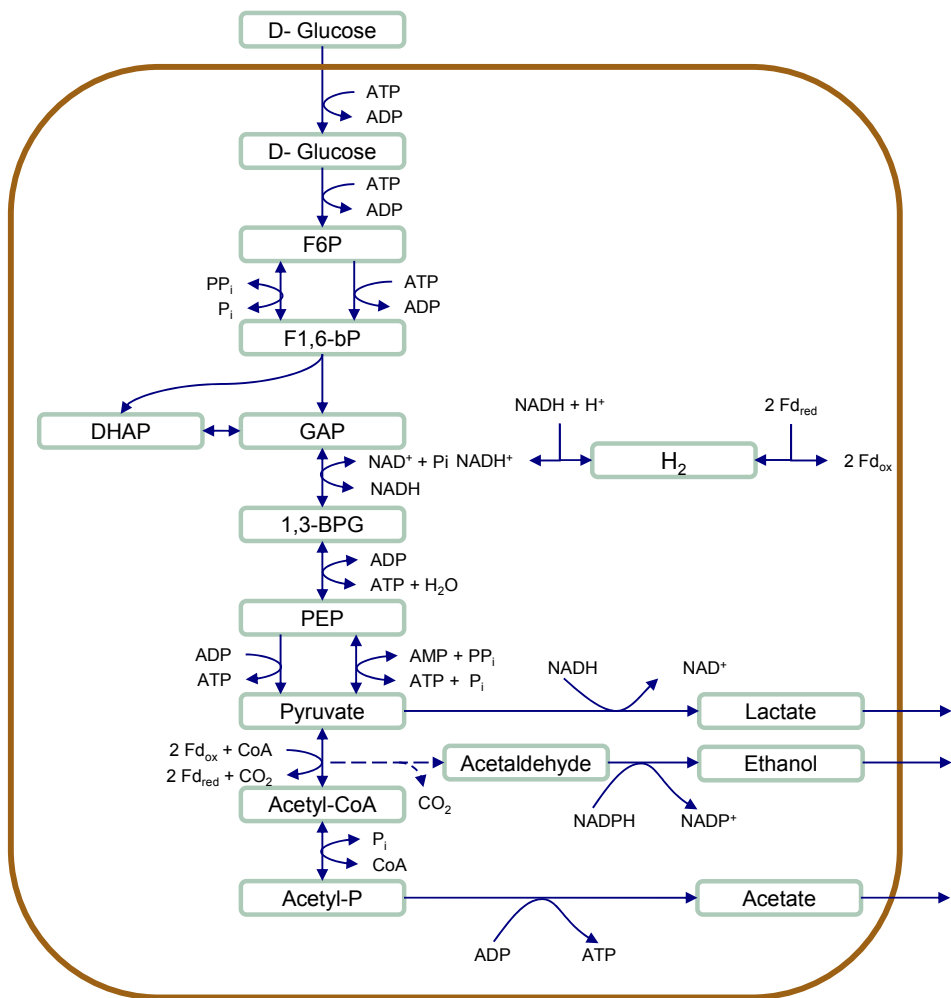 D- Glucose
ATP
ADP
D- Glucose
ATP
ADP
F6P
PPi
Pi
ATP
ADP
F1,6-bP
DHAP
GAP
NADH + H+
2 Fdred
NAD+ + Pi
NADH
NADH+
H2
2 Fdox
1,3-BPG
ADP
ATP + H2O
PEP
ADP
ATP
AMP + PPi
ATP + Pi
NADH
NAD+
Pyruvate
Lactate
2 Fdox + CoA
2 Fdred + CO2
Acetaldehyde
Ethanol
CO2
NADPH
NADP+
Acetyl-CoA
Pi
CoA
Acetyl-P
Acetate
ADP
ATP